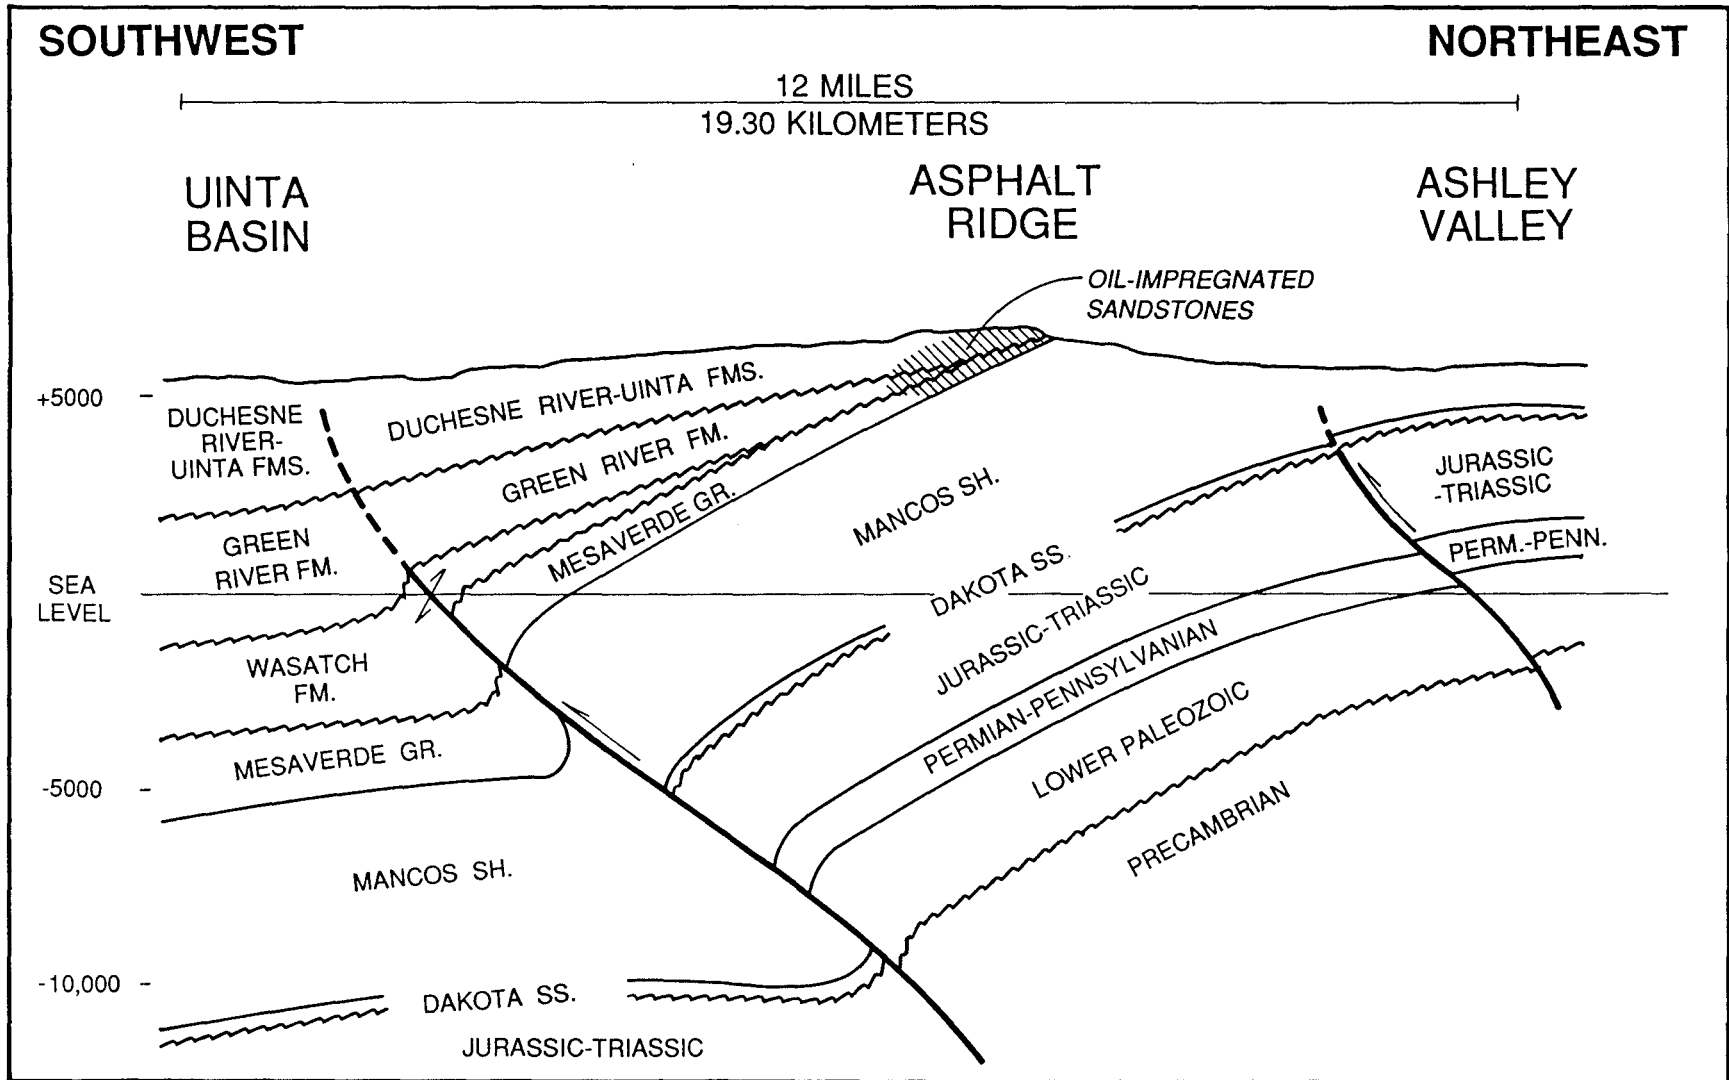 SOUTHWEST
NORTHEAST
12 MILES
19.30 KILOMETERS
UINTA
BASIN
ASPHALT
RIDGE
ASHLEY
VALLEY
OIL-IMPREGNATED
SANDSTONES
+5000
DUCHESNE
RIVER-
UINTA FMS.
DUCHESNE RIVER-UINTA FMS.
GREEN RIVER FM.
MESAVERDE GR.
MANCOS SH.
JURASSIC
-TRIASSIC
PERM.-PENN.
GREEN
RIVER FM.
SEA
LEVEL
DAKOTA SS.
JURASSIC-TRIASSIC
PERMIAN-PENNSYLVANIAN
LOWER PALEOZOIC
PRECAMBRIAN
WASATCH
FM.
MESAVERDE GR.
-5000
MANCOS SH.
-10,000
DAKOTA SS.
JURASSIC-TRIASSIC